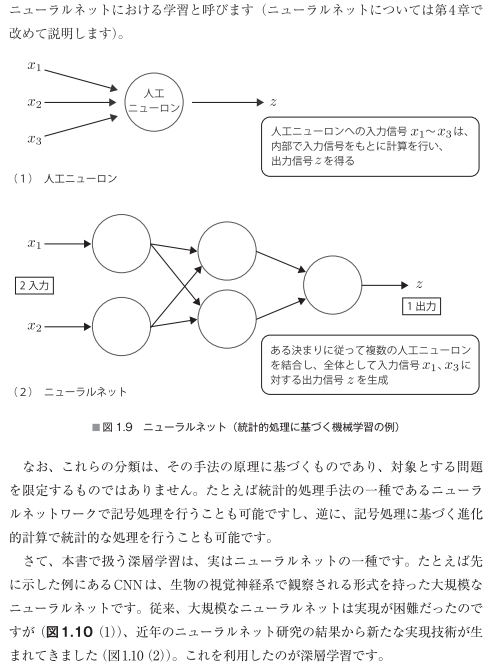 ニューラルネットにおける学習と呼びます（ニューラルネットについては第4章で
改めて説明します）。
x₁
x₂
x₃
人工
ニューロン
z
人工ニューロンへの入力信号 x₁～x₃は、
内部で入力信号をもとに計算を行い、
出力信号 z を得る
（1） 人工ニューロン
x₁
2 入力
x₂
z
1 出力
ある決まりに従って複数の人工ニューロン
を結合し、全体として入力信号 x₁、x₃に
対する出力信号 z を生成
（2） ニューラルネット
■図 1.9 ニューラルネット（統計的処理に基づく機械学習の例）
なお、これらの分類は、その手法の原理に基づくものであり、対象とする問題
を限定するものではありません。たとえば統計的処理手法の一種であるニューラ
ルネットワークで記号処理を行うことも可能ですし、逆に、記号処理に基づく進化
的計算で統計的な処理を行うことも可能です。
さて、本書で扱う深層学習は、実はニューラルネットの一種です。たとえば先
に示した例にあるCNNは、生物の視覚神経系で観察される形式を持った大規模な
ニューラルネットです。従来、大規模なニューラルネットは実現が困難だったので
すが（図1.10（1））、近年のニューラルネット研究の結果から新たな実現技術が生
まれてきました（図1.10（2））。これを利用したのが深層学習です。